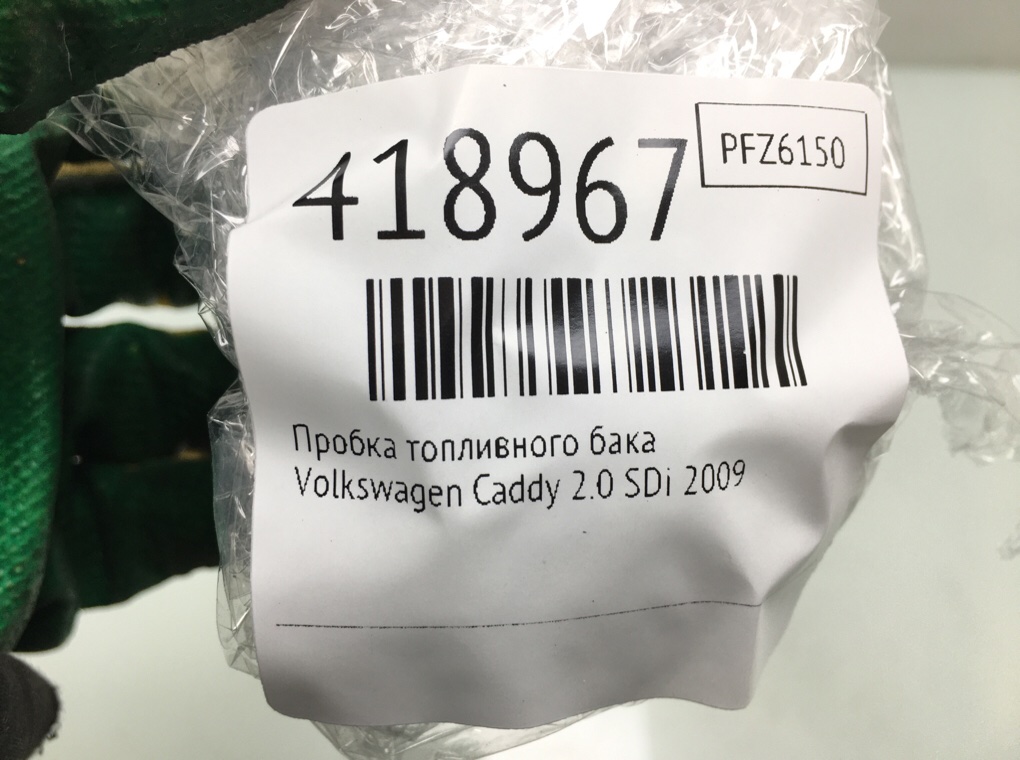 418967
PFZ6150
Пробка топливного бака
Volkswagen Caddy 2.0 SDi 2009